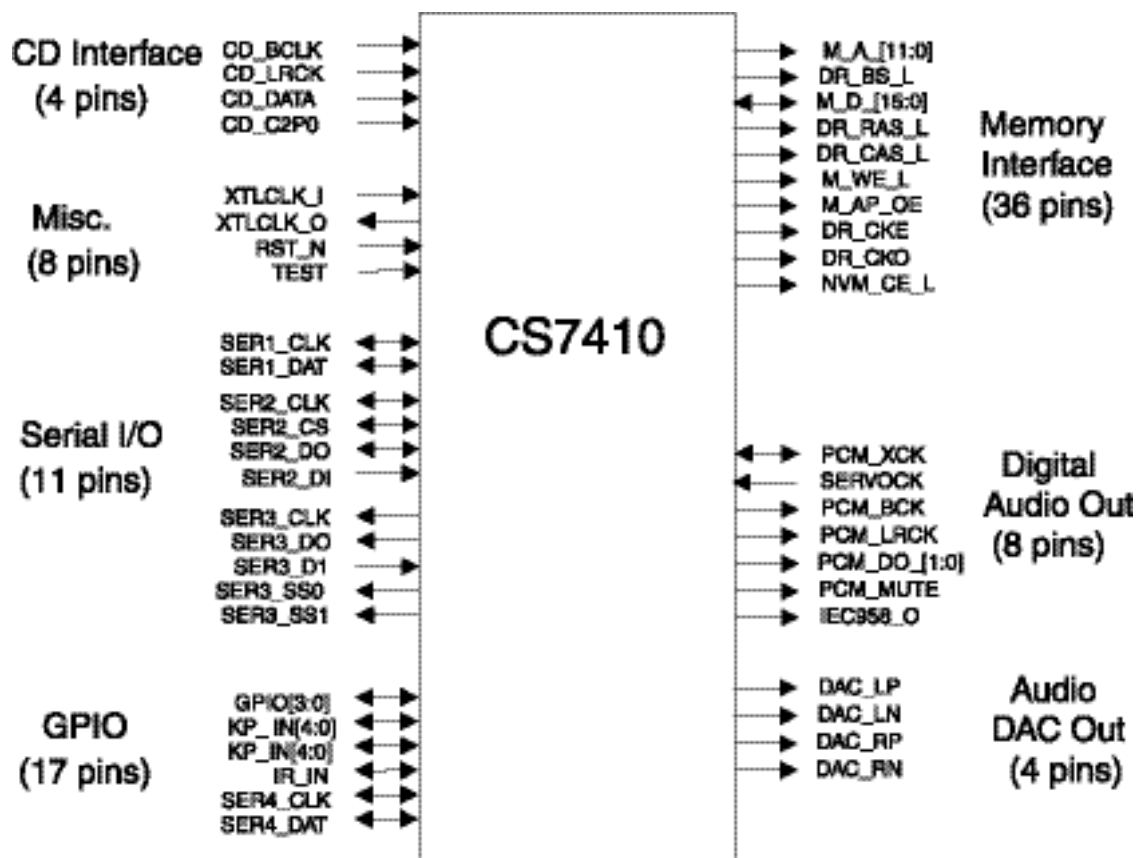 CD Interface
(4 pins)
CD_BCLK
CD_LRCK
CD_DATA
CD_C2P0
Misc.
(8 pins)
XTLCLK_I
XTLCLK_O
RST_N
TEST
Serial I/O
(11 pins)
SER1_CLK
SER1_DAT
SER2_CLK
SER2_CS
SER2_DO
SER2_DI
SER3_CLK
SER3_DO
SER3_D1
SER3_SS0
SER3_SS1
GPIO
(17 pins)
GPIO[3:0]
KP_IN[4:0]
KP_IN[4:0]
IR_IN
SER4_CLK
SER4_DAT
CS7410
M_A_[11:0]
DR_BS_L
M_D_[15:0]
DR_RAS_L
DR_CAS_L
M_WE_L
M_AP_OE
DR_CKE
DR_CKO
NVM_CE_L
Memory
Interface
(36 pins)
PCM_XCK
SERVOCK
PCM_BCK
PCM_LRCK
PCM_DO_[1:0]
PCM_MUTE
IEC958_O
Digital
Audio Out
(8 pins)
DAC_LP
DAC_LN
DAC_RP
DAC_RN
Audio
DAC Out
(4 pins)